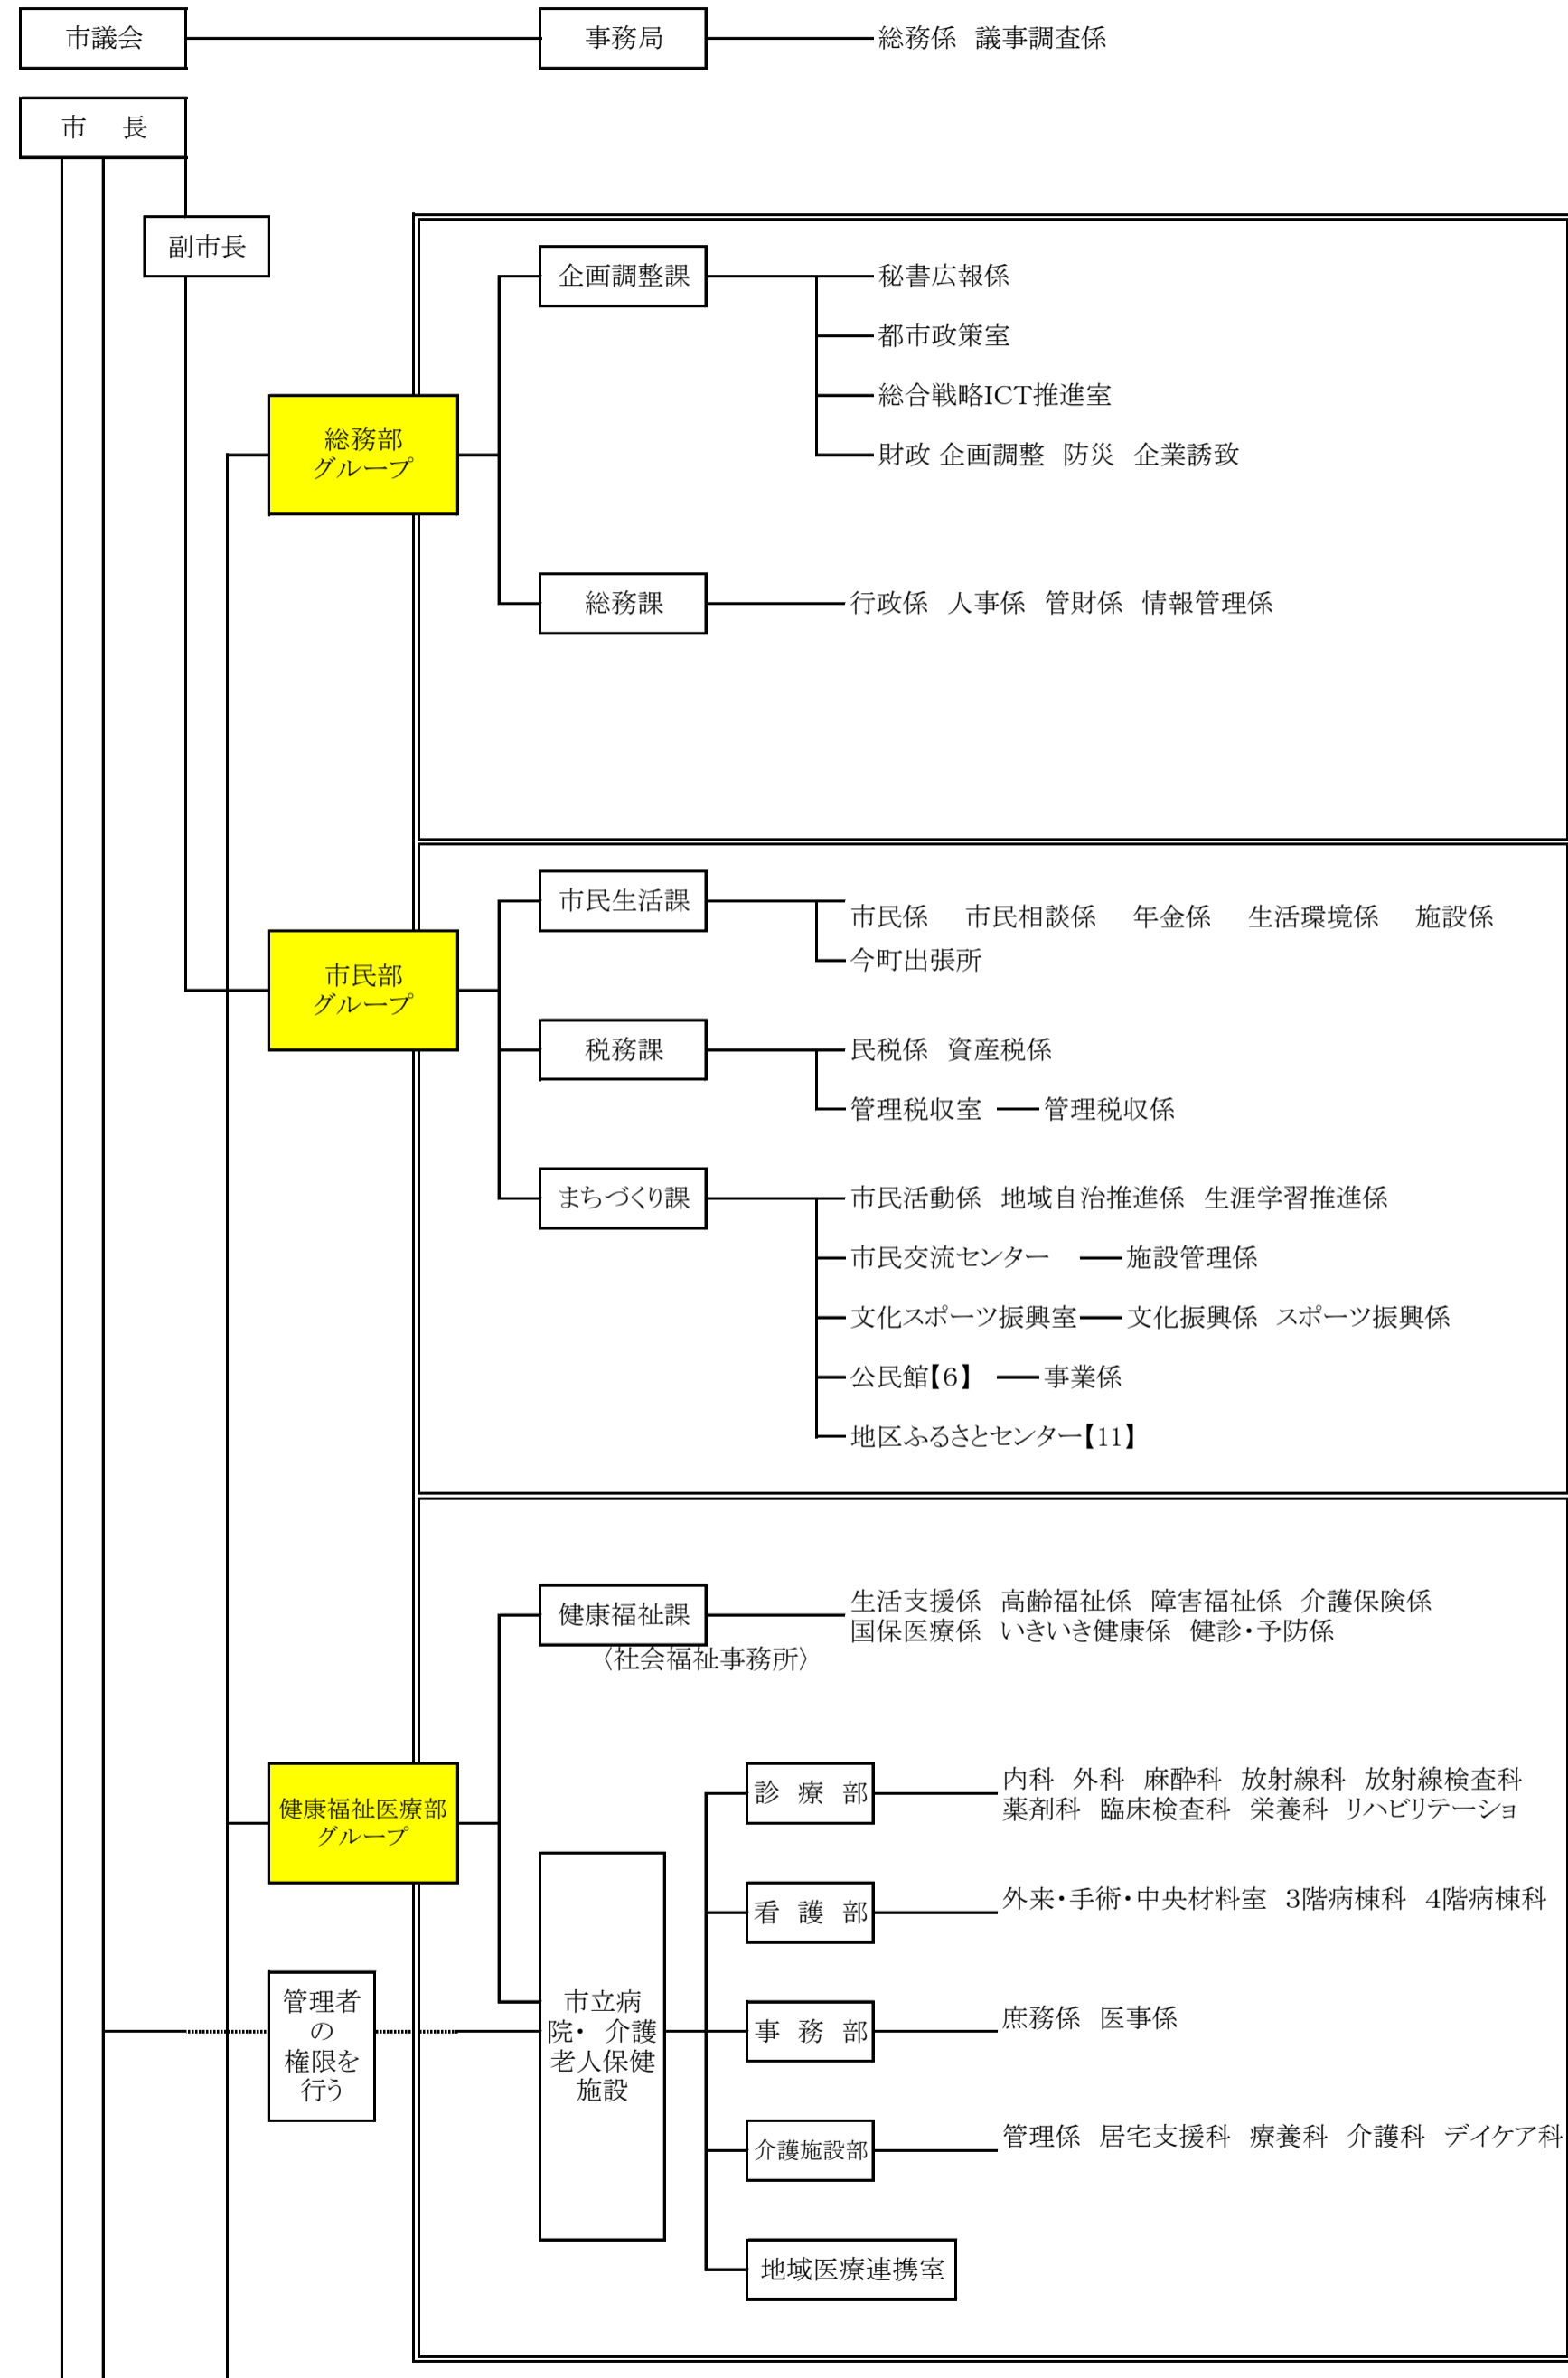 市議会 事務局 総務係 議事調査係
市 長
副市長
企画調整課 秘書広報係
都市政策室
総合戦略ICT推進室
総務部
グループ
財政 企画調整 防災 企業誘致
総務課 行政係 人事係 管財係 情報管理係
市民生活課 市民係 市民相談係 年金係 生活環境係 施設係
今町出張所
市民部
グループ
税務課 民税係 資産税係
管理税収室 管理税収係
まちづくり課 市民活動係 地域自治推進係 生涯学習推進係
市民交流センター 施設管理係
文化スポーツ振興室 文化振興係 スポーツ振興係
公民館【6】 事業係
地区ふるさとセンター【11】
健康福祉課 生活支援係 高齢福祉係 障害福祉係 介護保険係
国保医療係 いきいき健康係 健診・予防係
〈社会福祉事務所〉
健康福祉医療部
グループ
診 療 部 内科 外科 麻酔科 放射線科 放射線検査科
薬剤科 臨床検査科 栄養科 リハビリテーショ
看 護 部 外来・手術・中央材料室 3階病棟科 4階病棟科
管理者
の
権限を
行う
市立病
院・ 介護
老人保健
施設
事 務 部 庶務係 医事係
介護施設部 管理係 居宅支援科 療養科 介護科 デイケア科
地域医療連携室